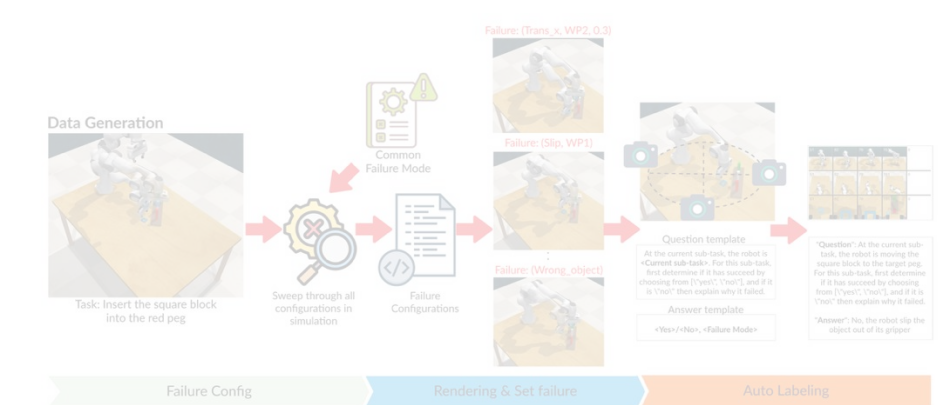 Failure: (Trans_x, WP2, 0.3)
Data Generation
Common
Failure Mode
Failure: (Slip, WP1)
Task: Insert the square block
into the red peg
Sweep through all
configurations in
simulation
Failure
Configurations
Failure: (Wrong_object)
Question template
At the current sub-task, the robot is
<Current sub-task>. For this sub-task,
first determine if it has succeed by
choosing from [\"yes\", \"no\"], and if it
is \"no\" then explain why it failed.
Answer template
<Yes>/<No>, <Failure Mode>
"Question": At the current sub-
task, the robot is moving the
square block to the target peg.
For this sub-task, first determine
if it has succeed by choosing
from [\"yes\", \"no\"], and if it is
\"no\" then explain why it failed.
"Answer": No, the robot slip the
object out of its gripper
Failure Config
Rendering & Set failure
Auto Labeling